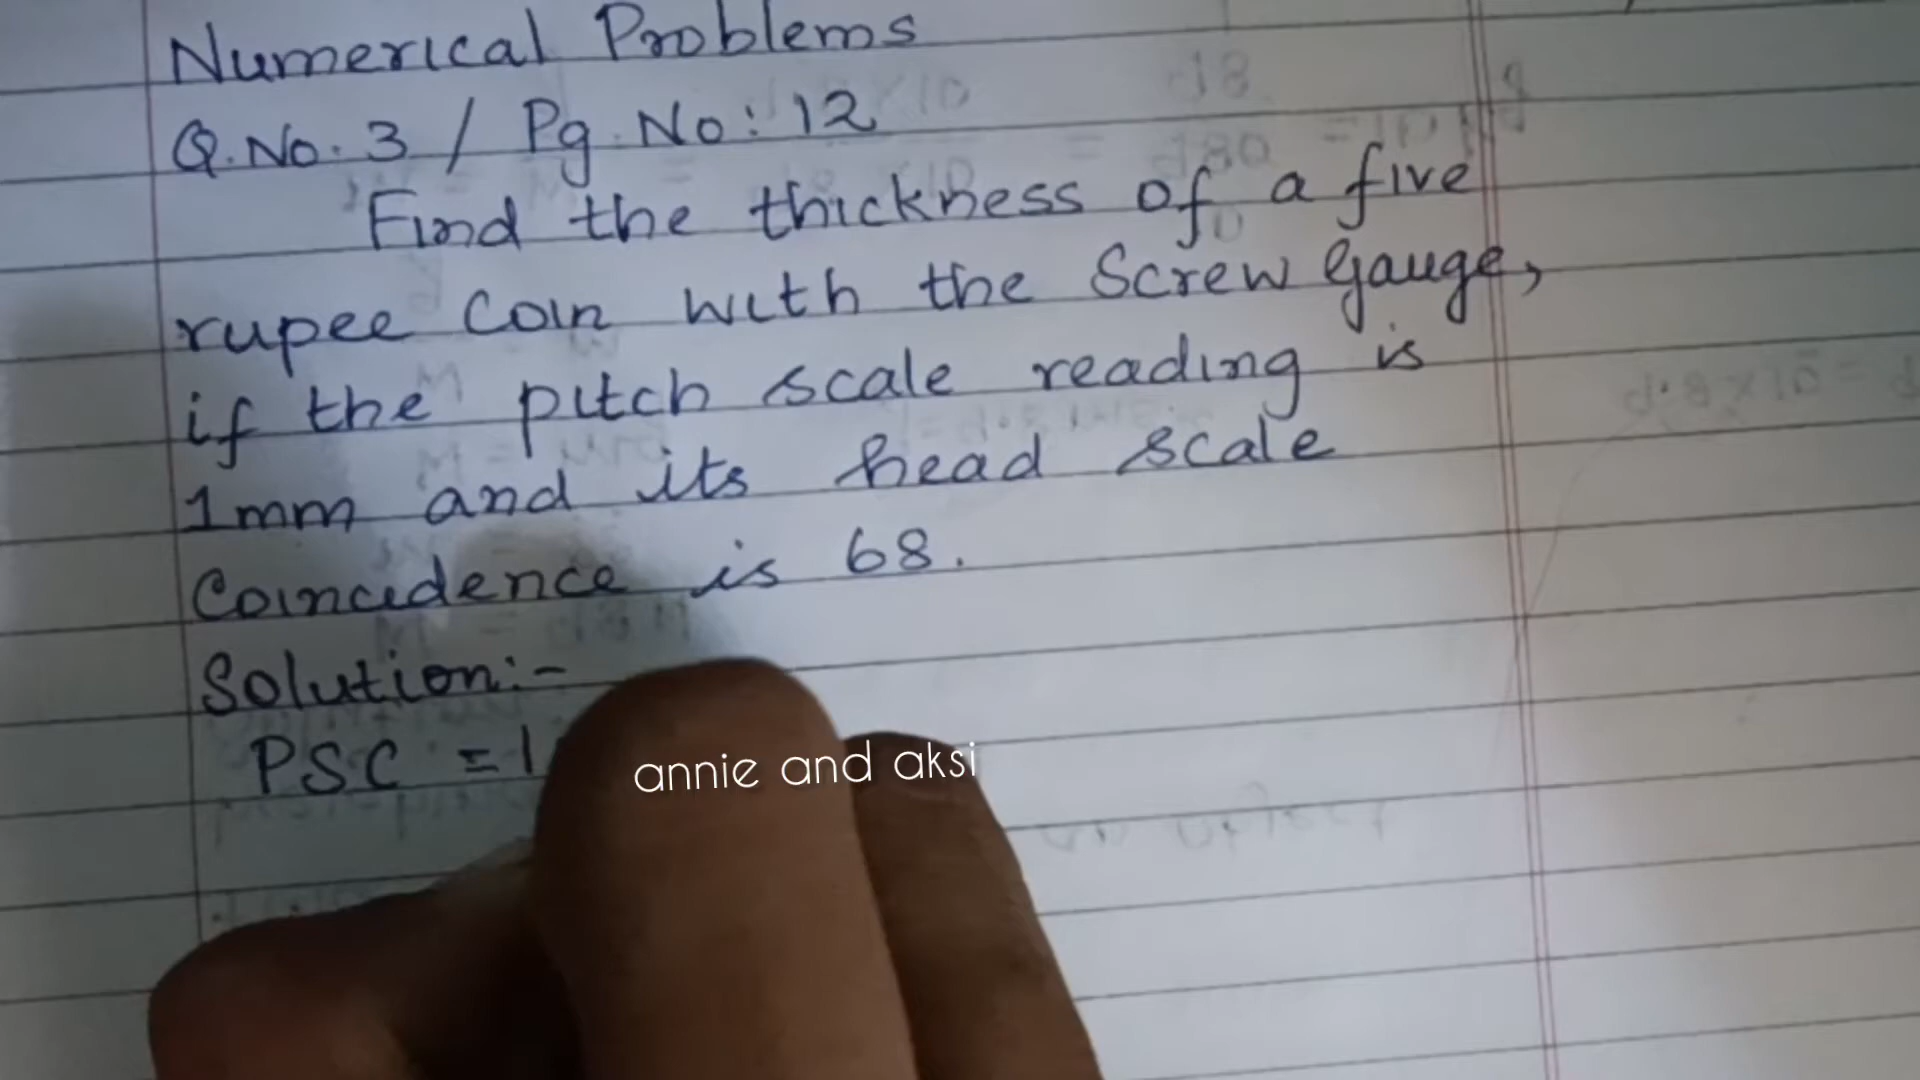 Numerical Problems
Q.No.3 / Pg.No:12
Find the thickness of a five
rupee coin with the Screw Gauge,
if the pitch scale reading is
1mm and its head scale
Coincidence is 68.
Solution:-
PSC = 1
annie and aksi